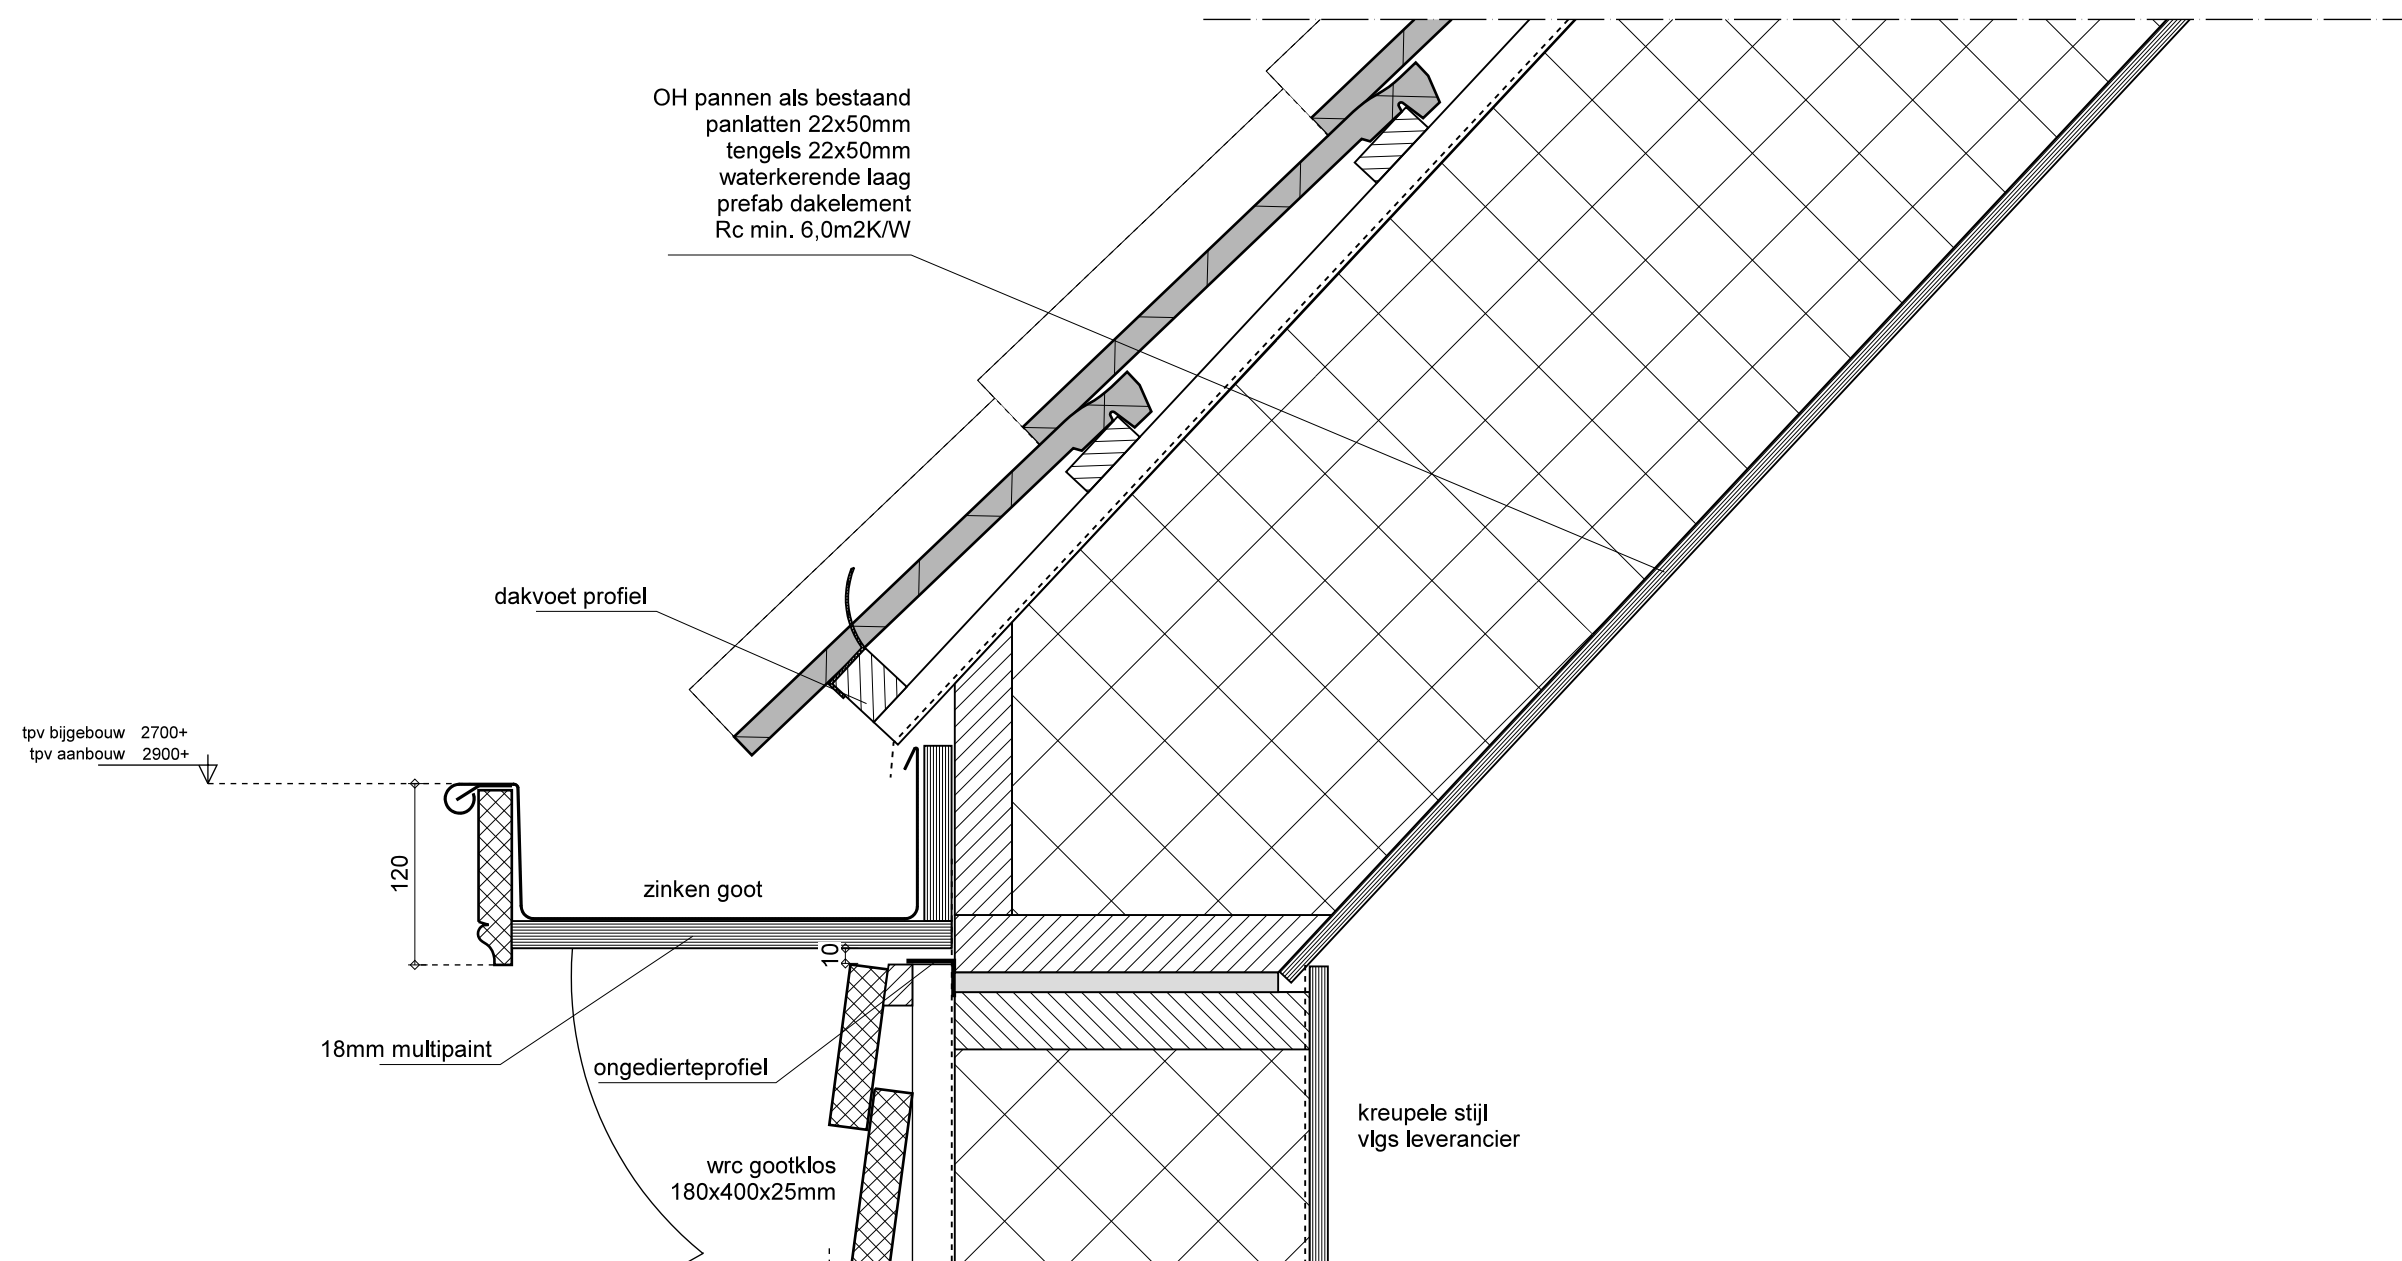 OH pannen als bestaand
panlatten 22x50mm
tengels 22x50mm
waterkerende laag
prefab dakelement
Rc min. 6,0m2K/W
dakvoet profiel
tpv bijgebouw 2700+
tpv aanbouw 2900+
120
zinken goot
10
18mm multipaint
ongedierteprofiel
kreupele stijl
vlgs leverancier
wrc gootklos
180x400x25mm